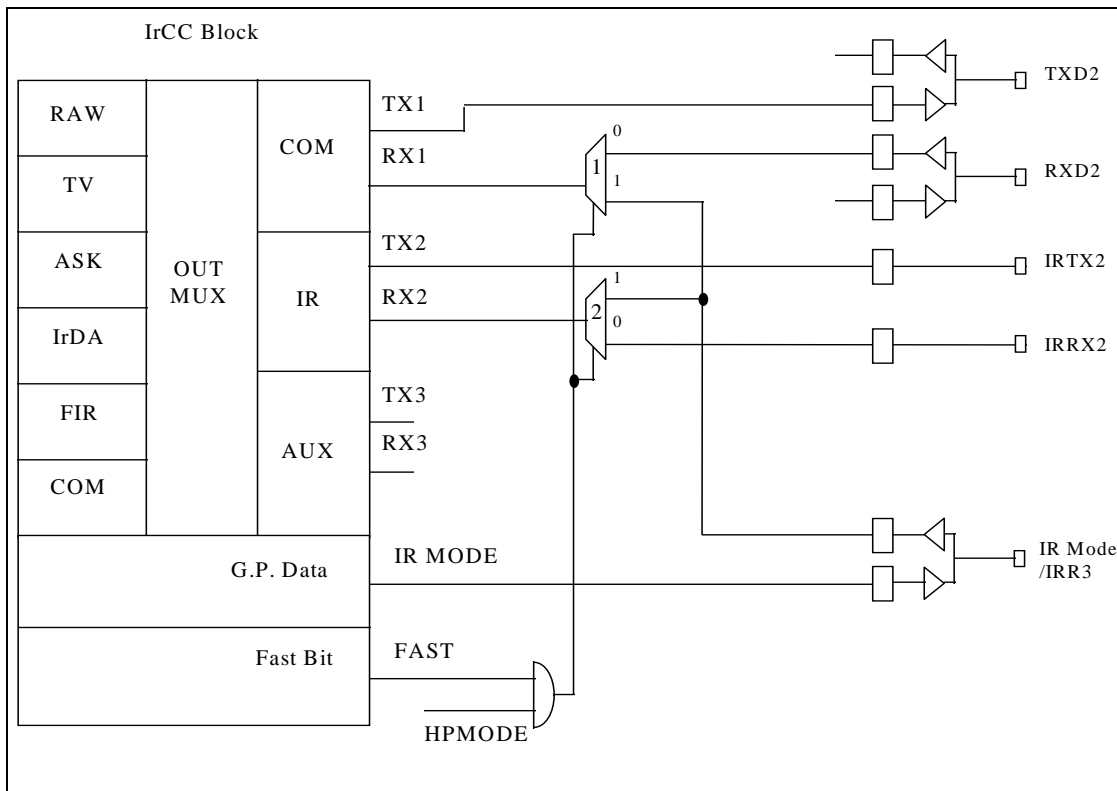 IrCC Block
RAW
TV
ASK
IrDA
FIR
COM
OUT
MUX
COM
IR
AUX
G.P. Data
Fast Bit
TX1
RX1
TX2
RX2
TX3
RX3
IR MODE
FAST
HPMODE
0
1
1
1
2
0
TXD2
RXD2
IRTX2
IRRX2
IR Mode
/IRR3